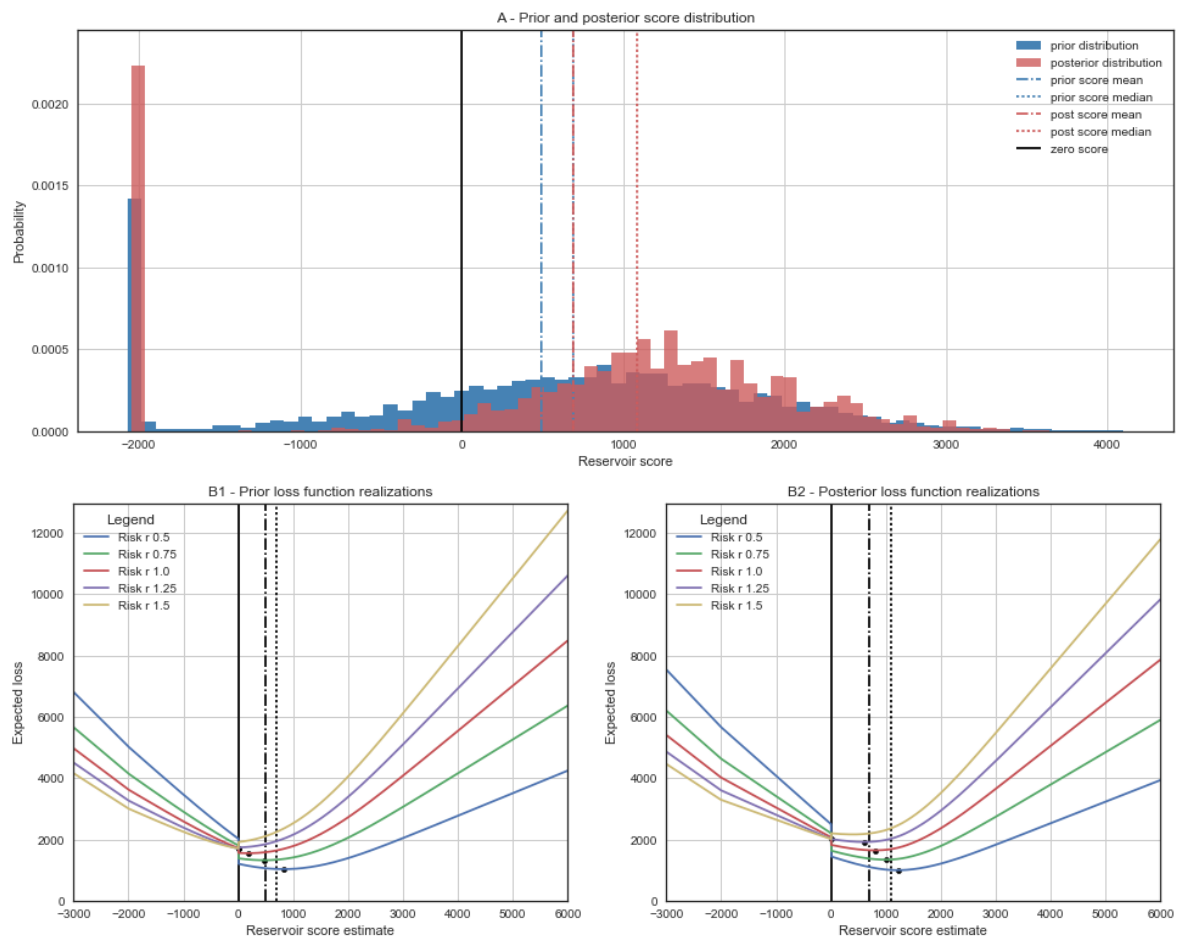 A - Prior and posterior score distribution
prior distribution
posterior distribution
prior score mean
prior score median
post score mean
post score median
zero score
Probability
0.0020
0.0015
0.0010
0.0005
0.0000
−2000 −1000 0 1000 2000 3000 4000
Reservoir score
B1 - Prior loss function realizations
Legend
Risk r 0.5
Risk r 0.75
Risk r 1.0
Risk r 1.25
Risk r 1.5
Expected loss
12000
10000
8000
6000
4000
2000
0
−3000 −2000 −1000 0 1000 2000 3000 4000 5000 6000
Reservoir score estimate
B2 - Posterior loss function realizations
Legend
Risk r 0.5
Risk r 0.75
Risk r 1.0
Risk r 1.25
Risk r 1.5
Expected loss
12000
10000
8000
6000
4000
2000
0
−3000 −2000 −1000 0 1000 2000 3000 4000 5000 6000
Reservoir score estimate